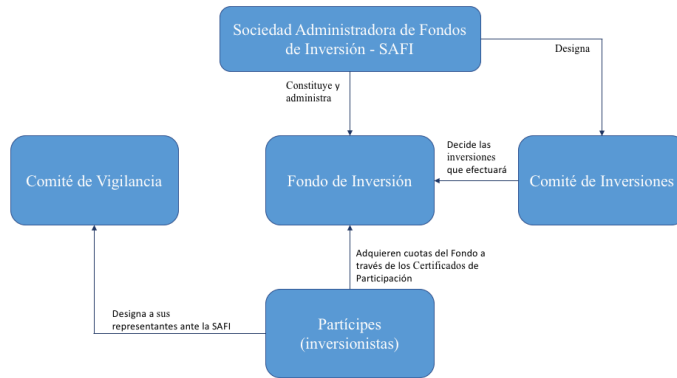 Sociedad Administradora de Fondos
de Inversión - SAFI
Designa
Constituye y
administra
Comité de Vigilancia
Fondo de Inversión
Decide las
inversiones
que efectuará
Comité de Inversiones
Adquieren cuotas del Fondo a
través de los Certificados de
Participación
Designa a sus
representantes ante la SAFI
Partícipes
(inversionistas)